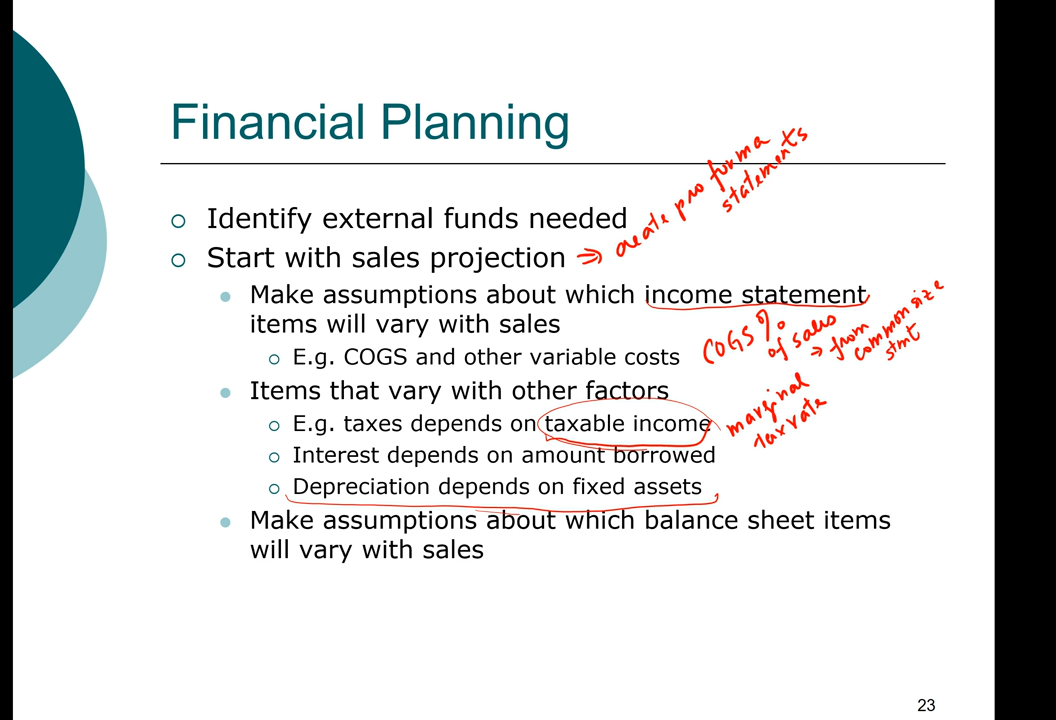 Financial Planning
Identify external funds needed
Start with sales projection ⇒ create pro forma
statements
Make assumptions about which income statement
items will vary with sales
E.g. COGS and other variable costs
COGS %
of sales
⇒ from
common size
stmt
Items that vary with other factors
E.g. taxes depends on taxable income
marginal
tax rate
Interest depends on amount borrowed
Depreciation depends on fixed assets
Make assumptions about which balance sheet items
will vary with sales
23